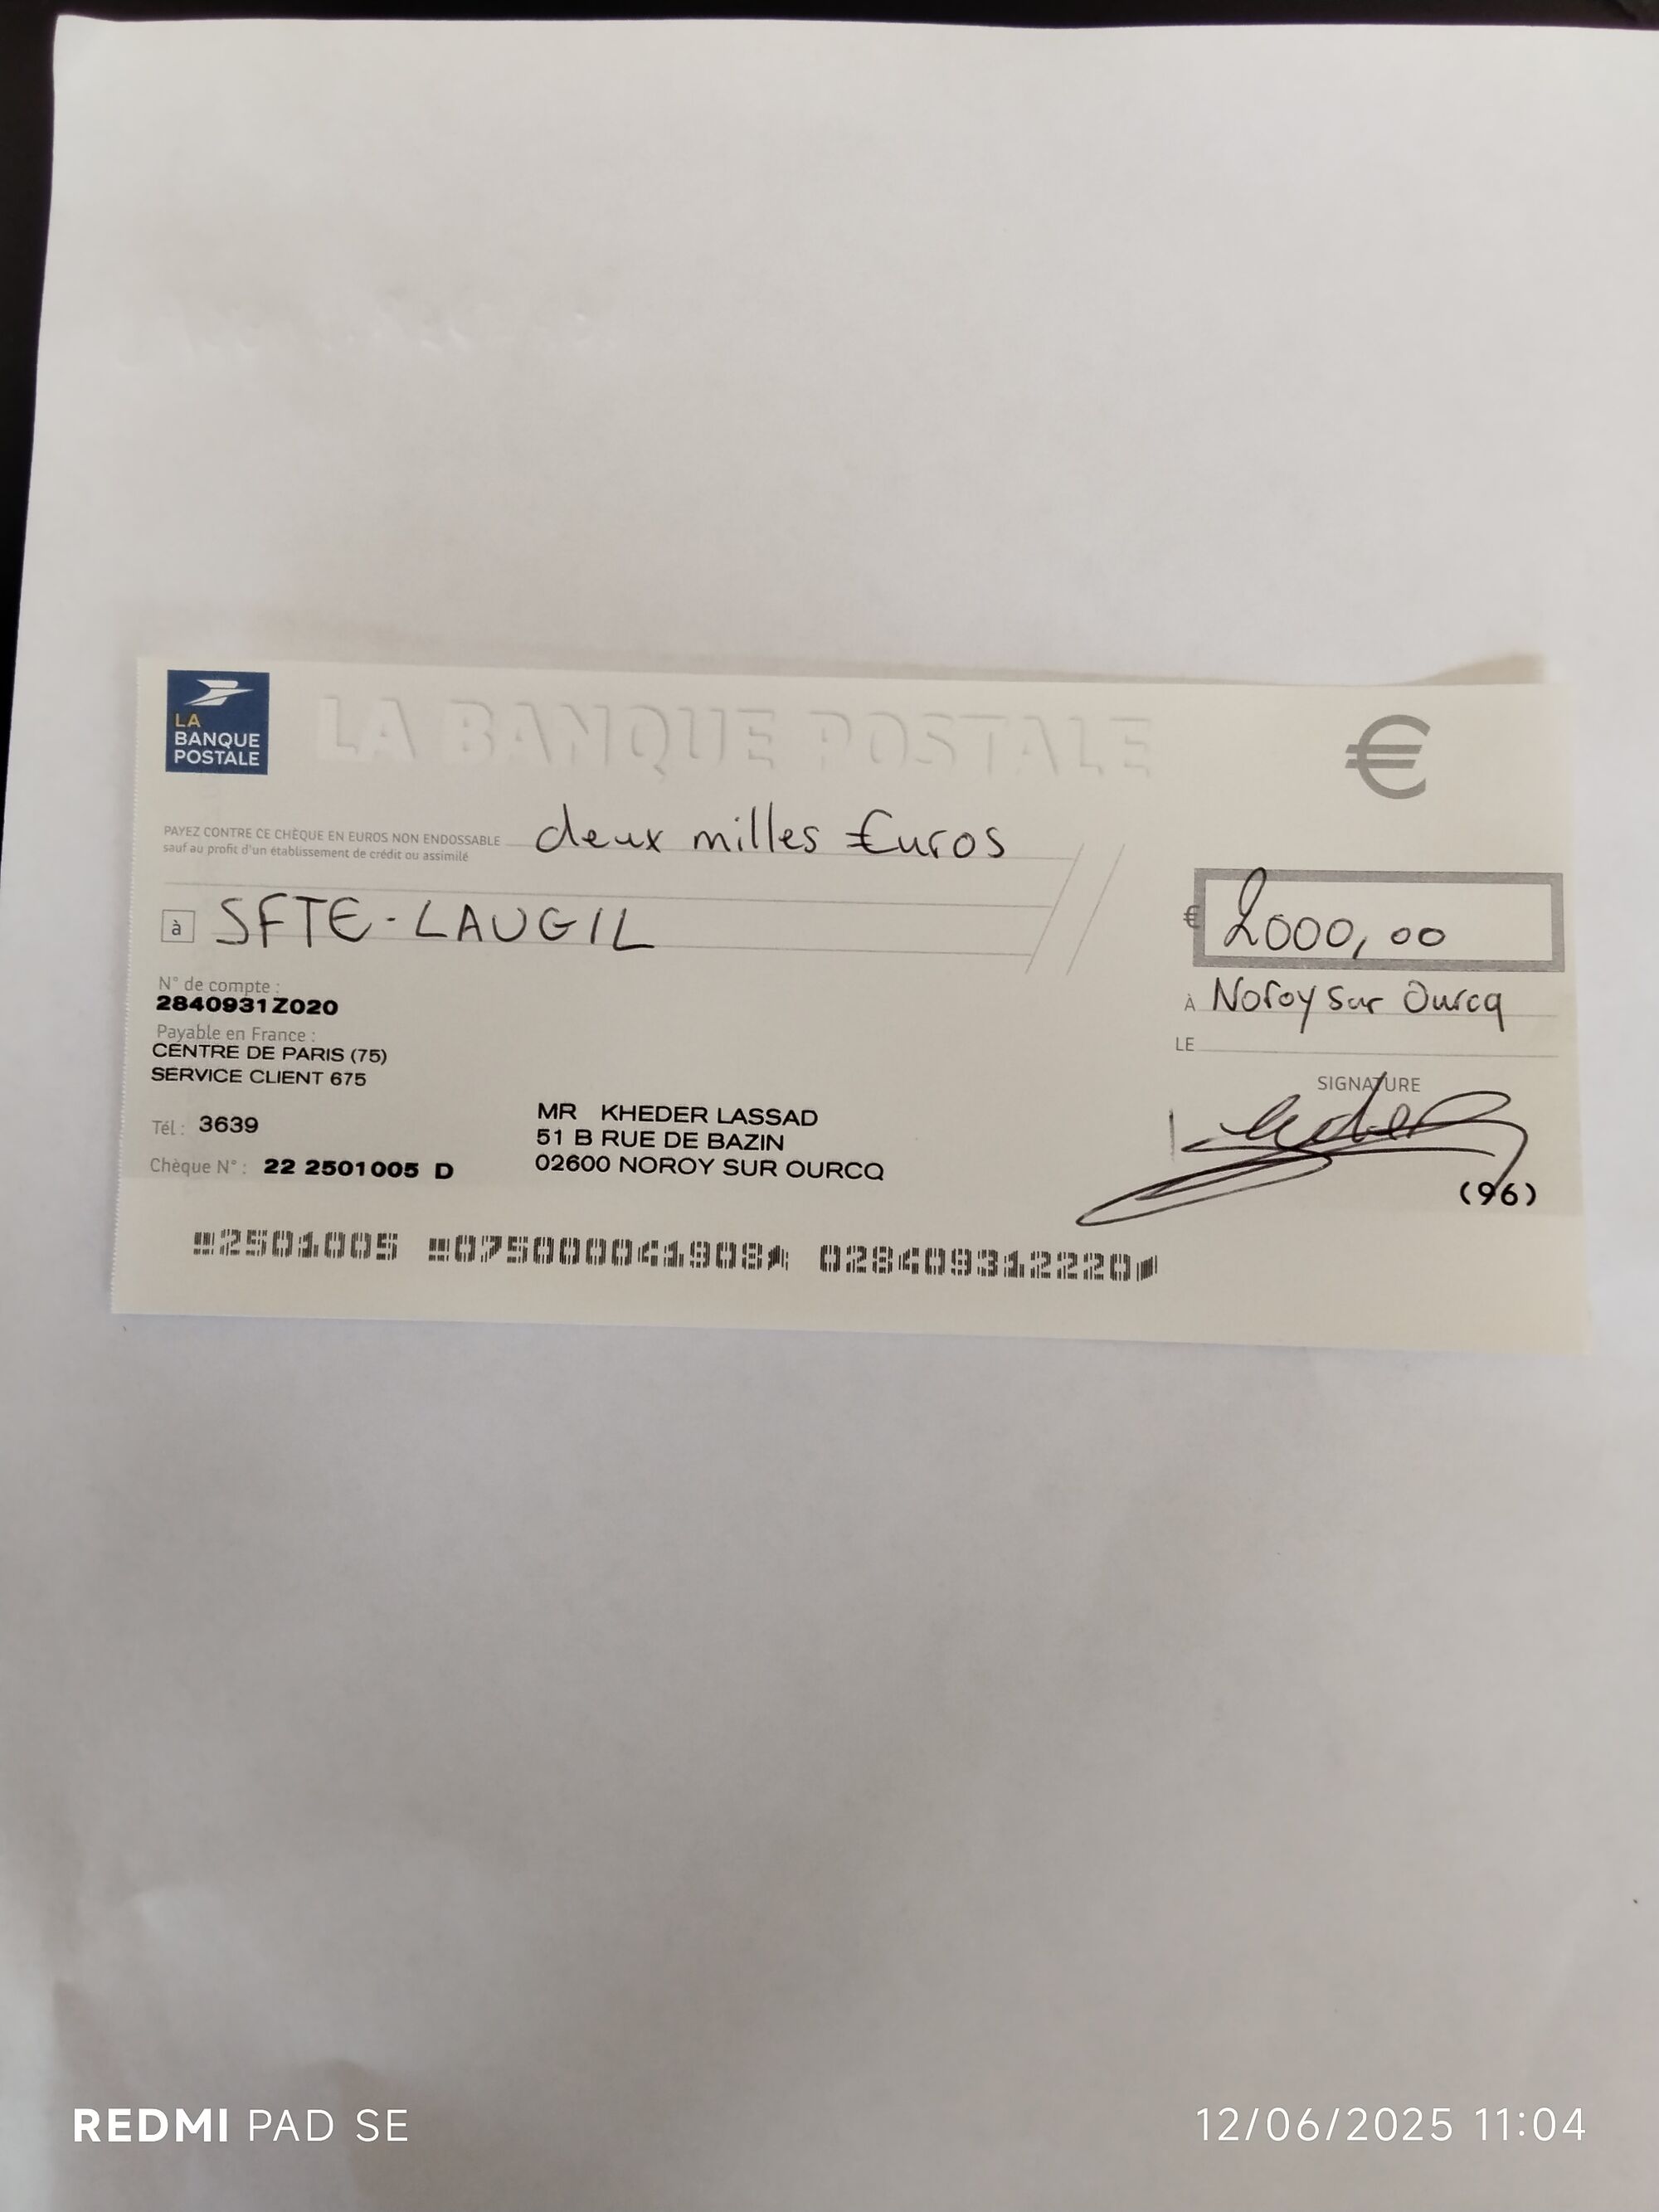 LA
BANQUE
POSTALE
LA BANQUE POSTALE
€
PAYEZ CONTRE CE CHÈQUE EN EUROS NON ENDOSSABLE
sauf au profit d'un établissement de crédit ou assimilé
deux milles €uros
à SFTE-LAUGIL
€ 2000,00
N° de compte :
2840931Z020
À Noroy sur Ourcq
Payable en France :
CENTRE DE PARIS (75)
SERVICE CLIENT 675
LE
SIGNATURE
Tél : 3639
Chèque N° : 22 2501005 D
MR KHEDER LASSAD
51 B RUE DE BAZIN
02600 NOROY SUR OURCQ
(96)
2501005 075000041908 028409312220
REDMI PAD SE
12/06/2025 11:04